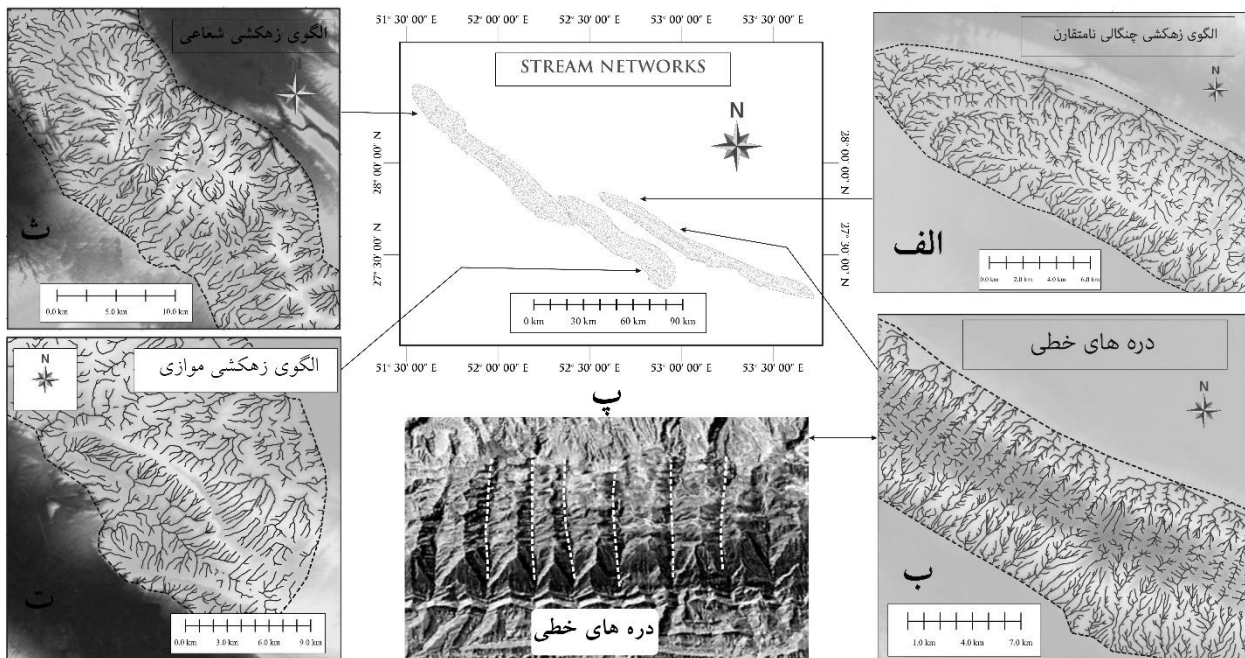 الگوی زهکشی شعاعی
N
ث
0.0 km 5.0 km 10.0 km
51° 30' 00" E 52° 00' 00" E 52° 30' 00" E 53° 00' 00" E 53° 30' 00" E
STREAM NETWORKS
N
28° 00' 00" N
27° 30' 00" N
28° 00' 00" N
27° 30' 00" N
0 km 30 km 60 km 90 km
51° 30' 00" E 52° 00' 00" E 52° 30' 00" E 53° 00' 00" E 53° 30' 00" E
الگوی زهکشی چنگالی نامتقارن
N
الف
0.0 km 2.0 km 4.0 km 6.0 km
الگوی زهکشی موازی
N
ت
0.0 km 3.0 km 6.0 km 9.0 km
پ
دره های خطی
دره های خطی
N
ب
1.0 km 4.0 km 7.0 km